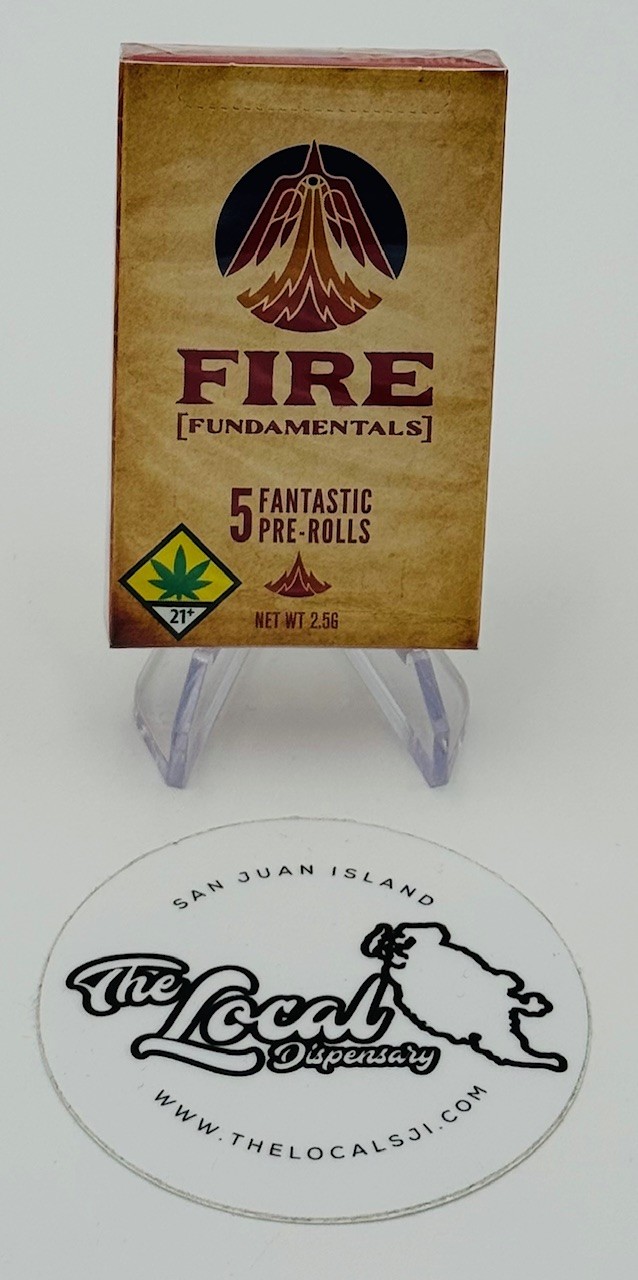 FIRE
[FUNDAMENTALS]
5 FANTASTIC
PRE-ROLLS
21+
NET WT 2.5G
SAN JUAN ISLAND
The Local
Dispensary
WWW.THELOCALSJI.COM